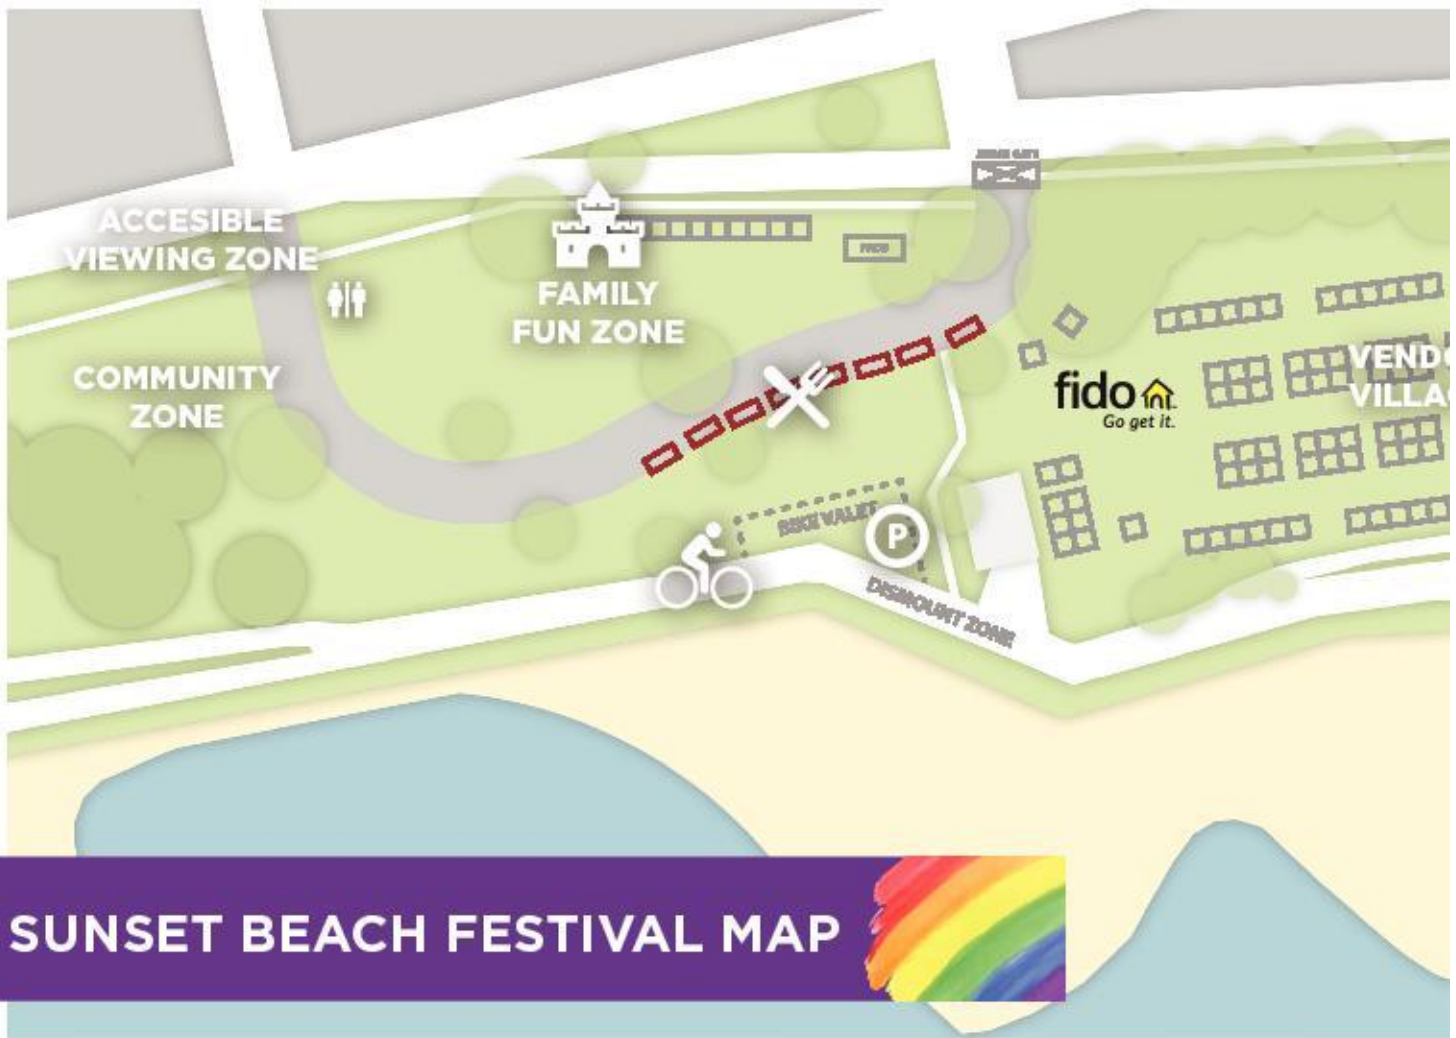 ACCESIBLE
VIEWING ZONE
FAMILY
FUN ZONE
COMMUNITY
ZONE
fido
Go get it.
BIKE VALET
P
DISMOUNT ZONE
SUNSET BEACH FESTIVAL MAP